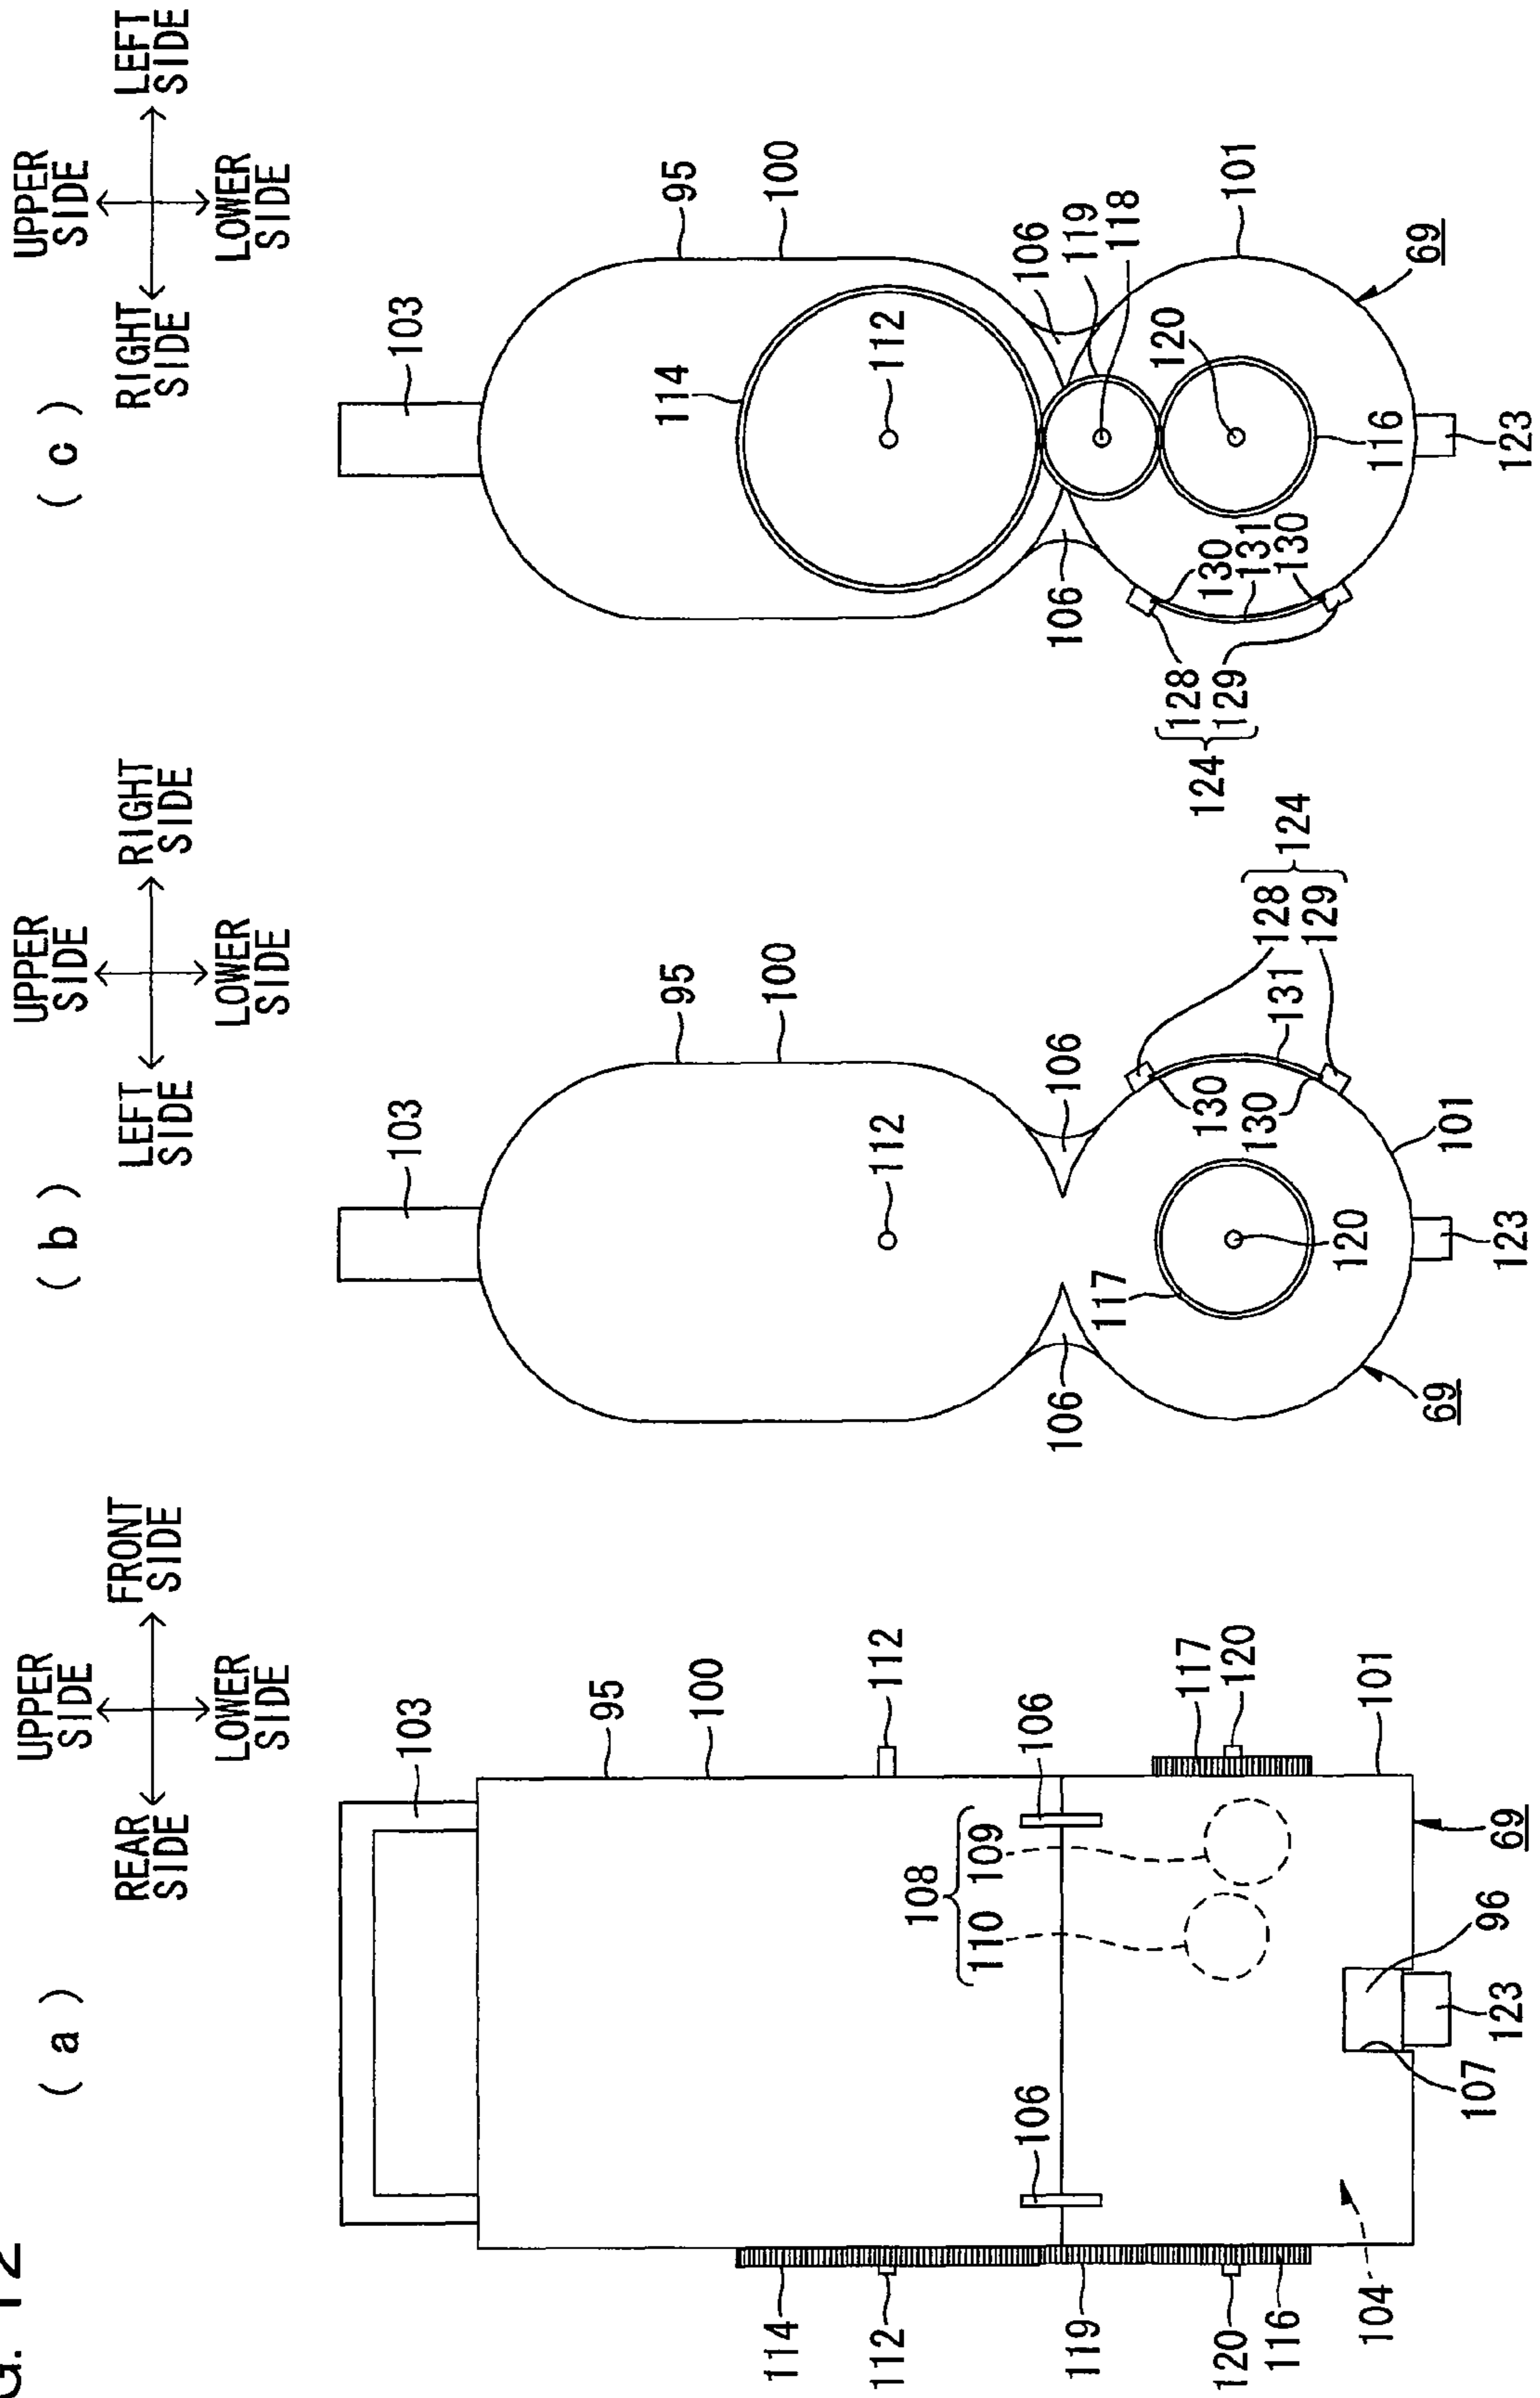 G. 12
( a )
UPPER
SIDE
REAR
SIDE
FRONT
SIDE
LOWER
SIDE
103
95
100
112
106
108
110
109
106
117
120
114
112
119
120
116
104
107
123
96
69
101
( b )
UPPER
SIDE
LEFT
SIDE
RIGHT
SIDE
LOWER
SIDE
103
95
100
112
106
106
128
129
124
131
130
130
117
120
101
123
69
( c )
UPPER
SIDE
RIGHT
SIDE
LEFT
SIDE
LOWER
SIDE
103
95
100
114
112
106
106
119
118
101
120
128
129
124
130
131
130
116
123
69